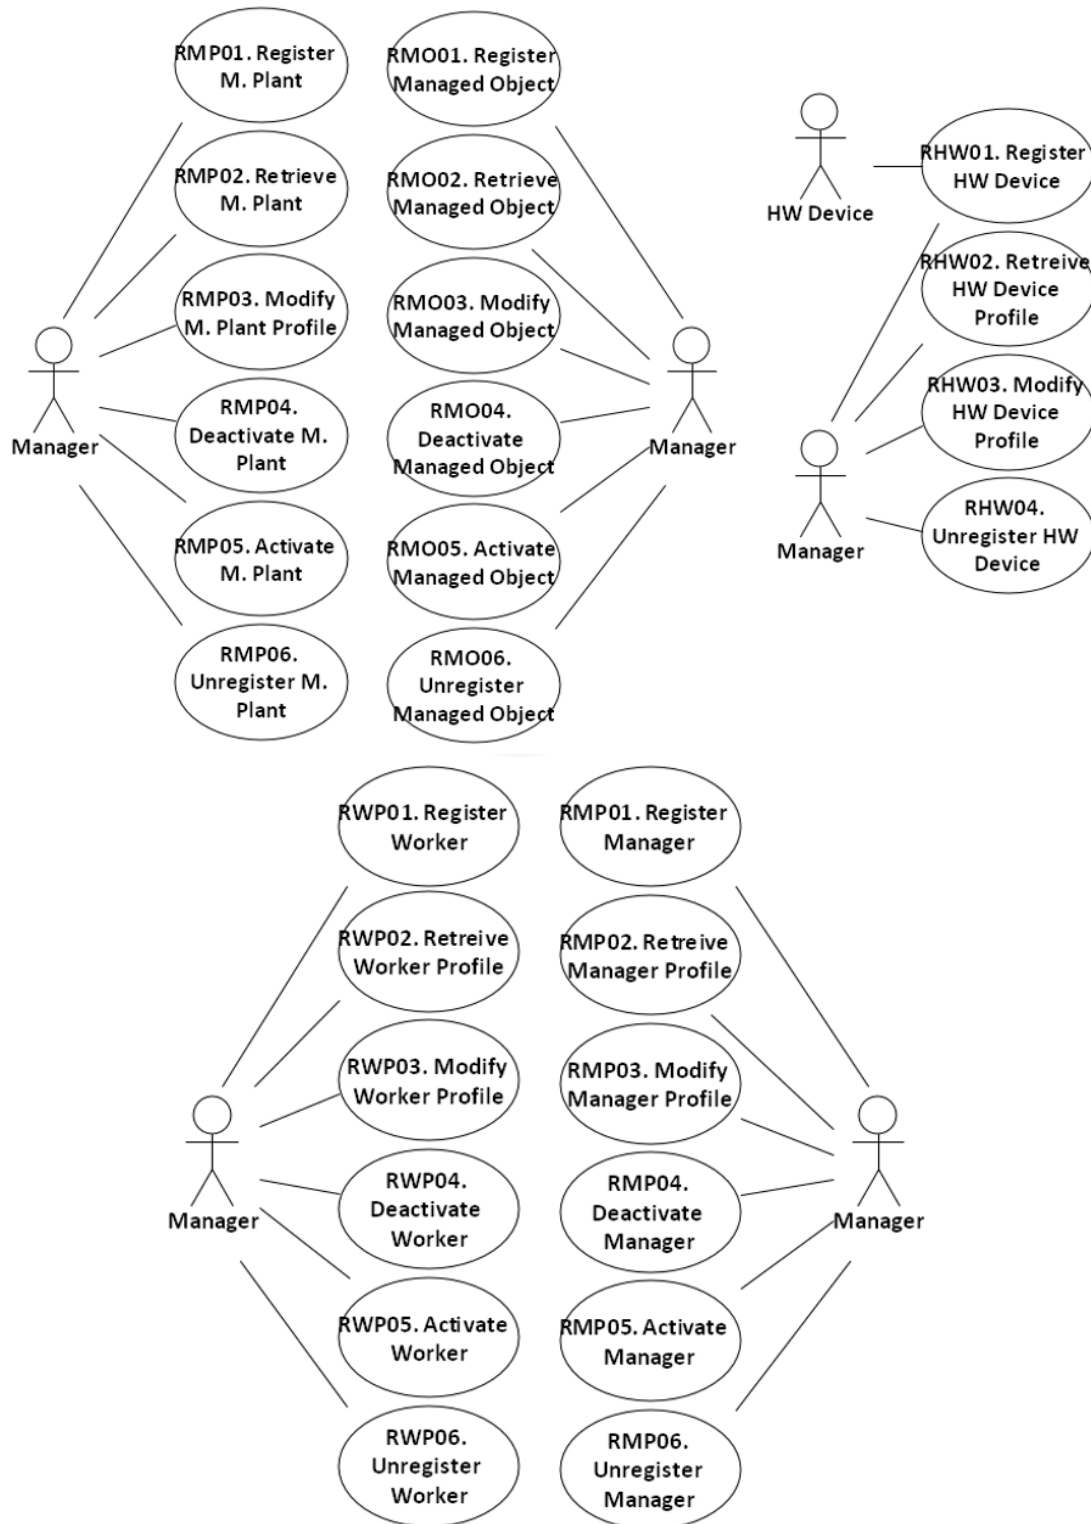 RMP01. Register
M. Plant
RMP02. Retrieve
M. Plant
RMP03. Modify
M. Plant Profile
RMP04.
Deactivate M.
Plant
RMP05. Activate
M. Plant
RMP06.
Unregister M.
Plant
Manager
RMO01. Register
Managed Object
RMO02. Retrieve
Managed Object
RMO03. Modify
Managed Object
RMO04.
Deactivate
Managed Object
RMO05. Activate
Managed Object
RMO06.
Unregister
Managed Object
Manager
HW Device
RHW01. Register
HW Device
RHW02. Retreive
HW Device
Profile
RHW03. Modify
HW Device
Profile
RHW04.
Unregister HW
Device
Manager
RWP01. Register
Worker
RWP02. Retreive
Worker Profile
RWP03. Modify
Worker Profile
RWP04.
Deactivate
Worker
RWP05. Activate
Worker
RWP06.
Unregister
Worker
Manager
RMP01. Register
Manager
RMP02. Retreive
Manager Profile
RMP03. Modify
Manager Profile
RMP04.
Deactivate
Manager
RMP05. Activate
Manager
RMP06.
Unregister
Manager
Manager